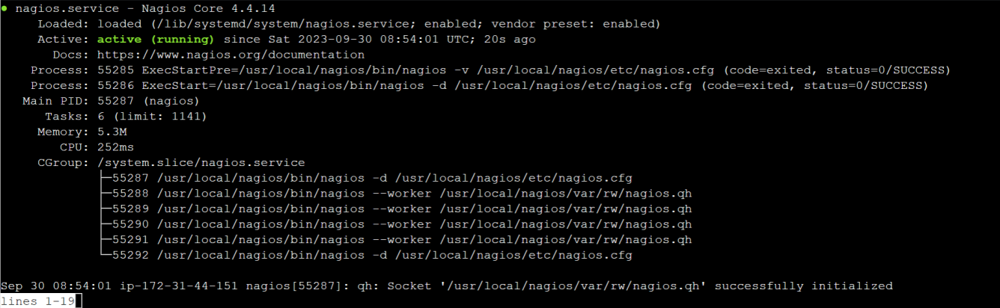 ● nagios.service - Nagios Core 4.4.14
Loaded: loaded (/lib/systemd/system/nagios.service; enabled; vendor preset: enabled)
Active: active (running) since Sat 2023-09-30 08:54:01 UTC; 20s ago
Docs: https://www.nagios.org/documentation
Process: 55285 ExecStartPre=/usr/local/nagios/bin/nagios -v /usr/local/nagios/etc/nagios.cfg (code=exited, status=0/SUCCESS)
Process: 55286 ExecStart=/usr/local/nagios/bin/nagios -d /usr/local/nagios/etc/nagios.cfg (code=exited, status=0/SUCCESS)
Main PID: 55287 (nagios)
Tasks: 6 (limit: 1141)
Memory: 5.3M
CPU: 252ms
CGroup: /system.slice/nagios.service
├─55287 /usr/local/nagios/bin/nagios -d /usr/local/nagios/etc/nagios.cfg
├─55288 /usr/local/nagios/bin/nagios --worker /usr/local/nagios/var/rw/nagios.qh
├─55289 /usr/local/nagios/bin/nagios --worker /usr/local/nagios/var/rw/nagios.qh
├─55290 /usr/local/nagios/bin/nagios --worker /usr/local/nagios/var/rw/nagios.qh
├─55291 /usr/local/nagios/bin/nagios --worker /usr/local/nagios/var/rw/nagios.qh
└─55292 /usr/local/nagios/bin/nagios -d /usr/local/nagios/etc/nagios.cfg
Sep 30 08:54:01 ip-172-31-44-151 nagios[55287]: qh: Socket '/usr/local/nagios/var/rw/nagios.qh' successfully initialized
lines 1-19